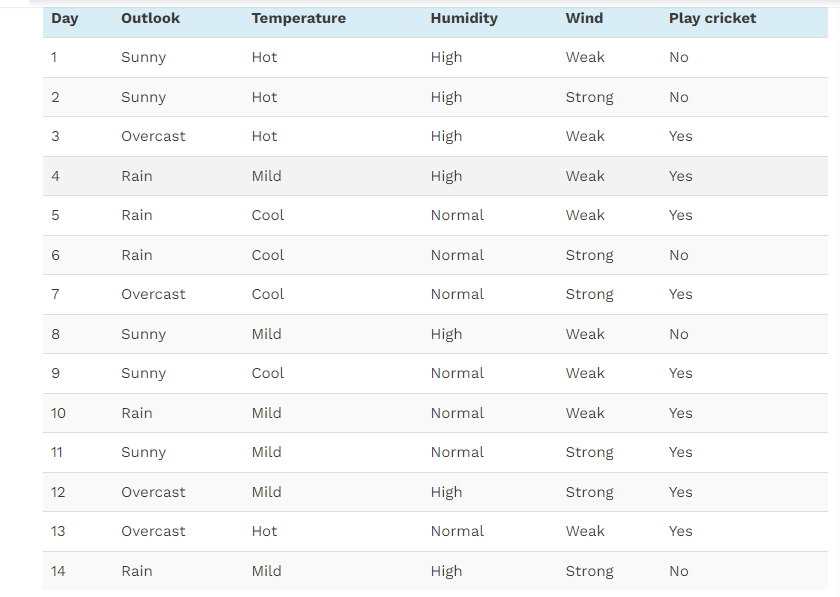 Day Outlook Temperature Humidity Wind Play cricket
1 Sunny Hot High Weak No
2 Sunny Hot High Strong No
3 Overcast Hot High Weak Yes
4 Rain Mild High Weak Yes
5 Rain Cool Normal Weak Yes
6 Rain Cool Normal Strong No
7 Overcast Cool Normal Strong Yes
8 Sunny Mild High Weak No
9 Sunny Cool Normal Weak Yes
10 Rain Mild Normal Weak Yes
11 Sunny Mild Normal Strong Yes
12 Overcast Mild High Strong Yes
13 Overcast Hot Normal Weak Yes
14 Rain Mild High Strong No